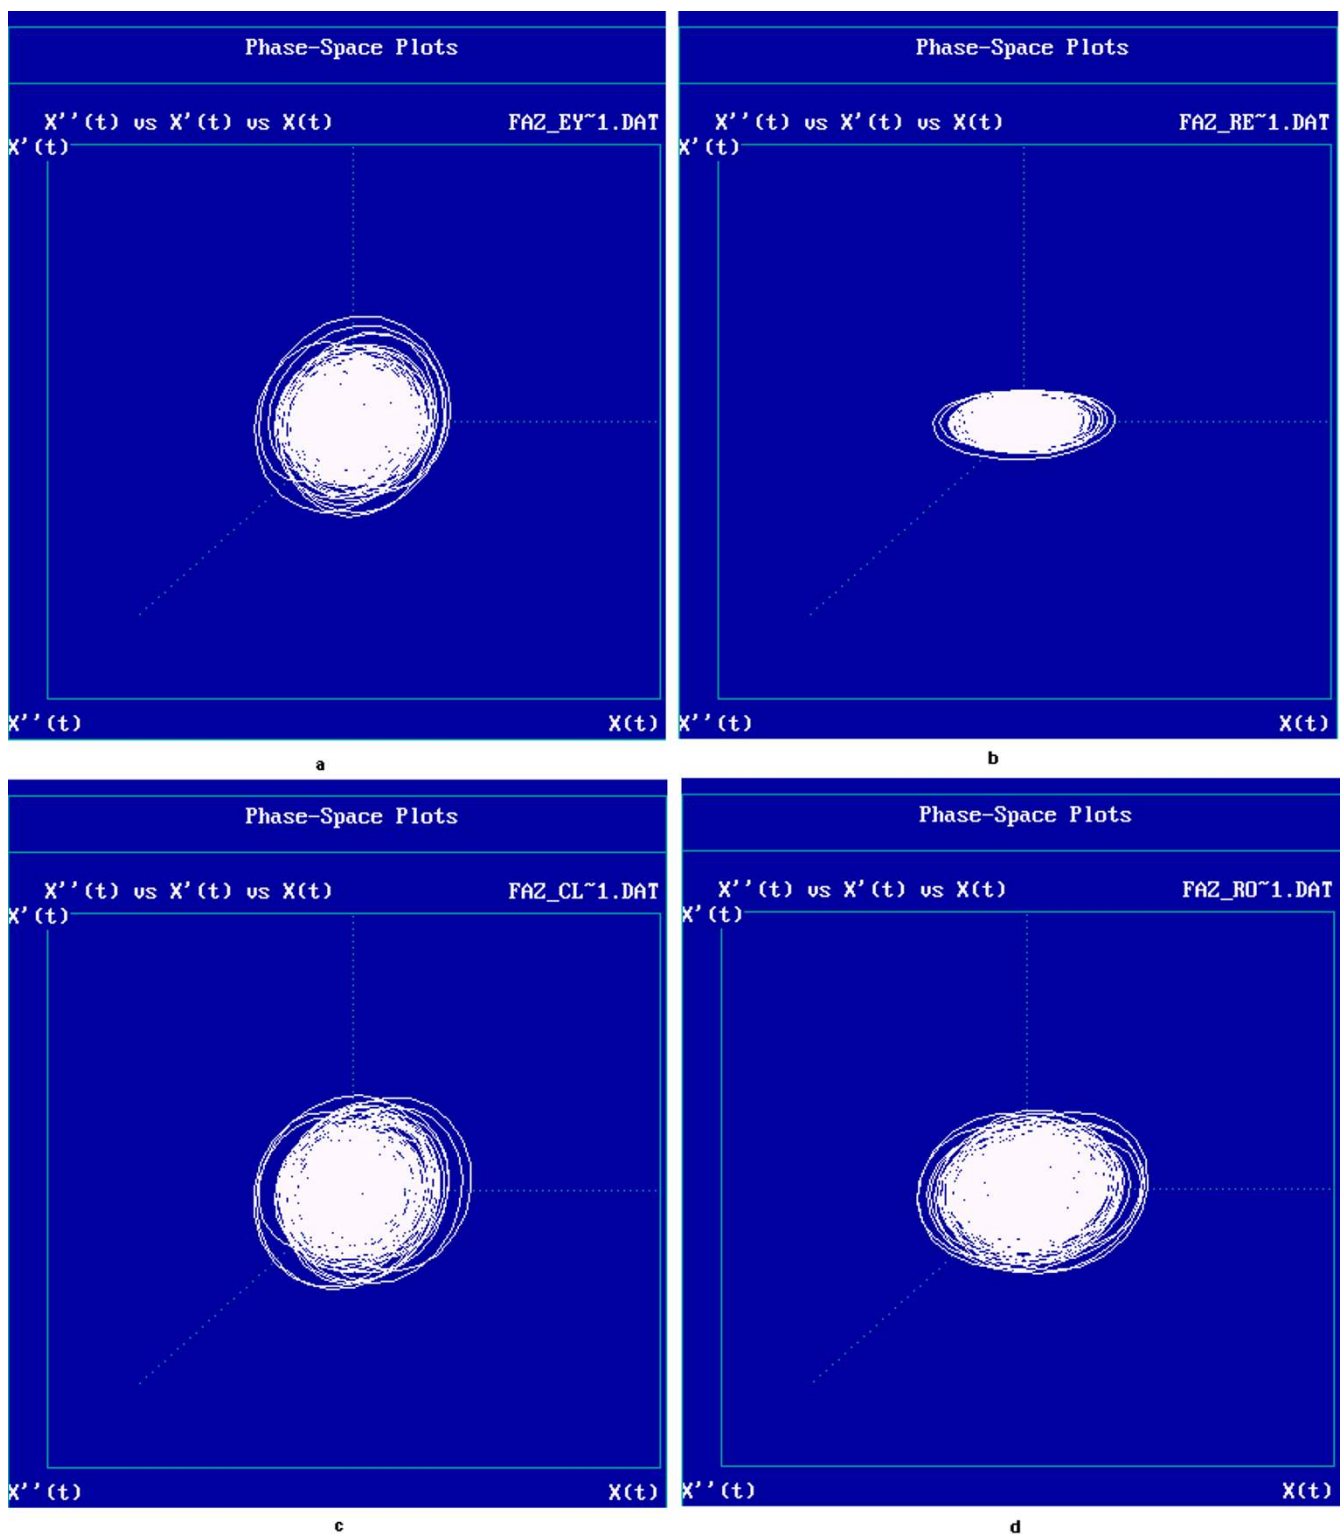 Phase-Space Plots
X''(t) vs X'(t) vs X(t) FAZ_EY~1.DAT
X'(t)
X''(t) X(t)
a
Phase-Space Plots
X''(t) vs X'(t) vs X(t) FAZ_RE~1.DAT
X'(t)
X''(t) X(t)
b
Phase-Space Plots
X''(t) vs X'(t) vs X(t) FAZ_CL~1.DAT
X'(t)
X''(t) X(t)
c
Phase-Space Plots
X''(t) vs X'(t) vs X(t) FAZ_RO~1.DAT
X'(t)
X''(t) X(t)
d